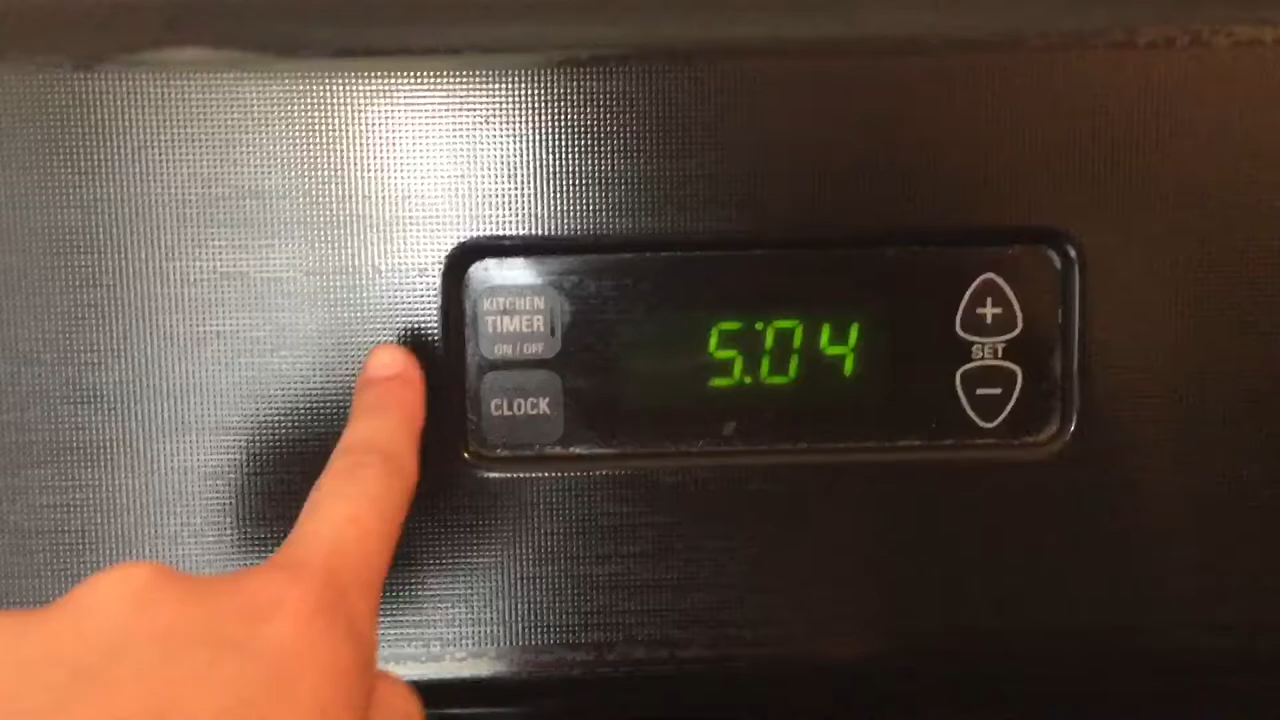 KITCHEN
TIMER
ON / OFF
CLOCK
5:04
+
SET
−